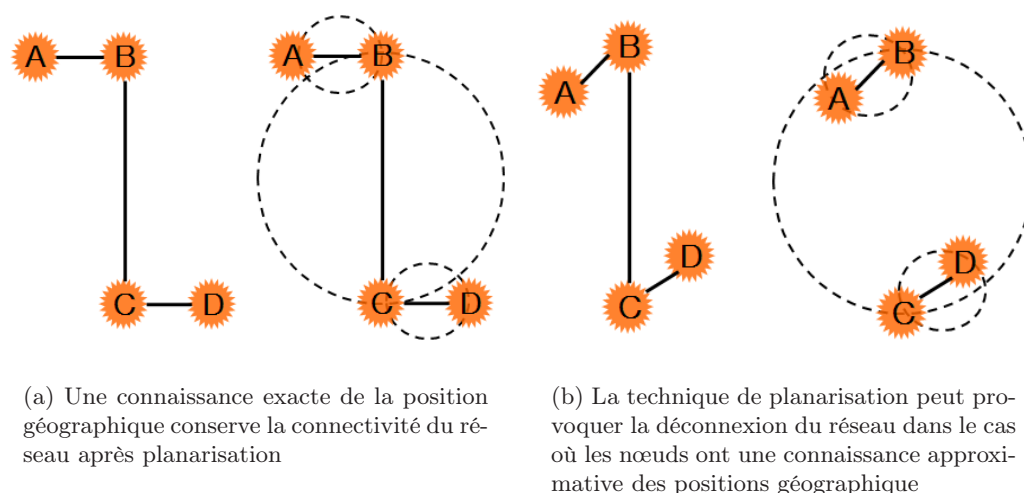 A B A B
C D C D
B B
A A
D D
C C
(a) Une connaissance exacte de la position
géographique conserve la connectivité du ré-
seau après planarisation
(b) La technique de planarisation peut pro-
voquer la déconnexion du réseau dans le cas
où les nœuds ont une connaissance approxi-
mative des positions géographique